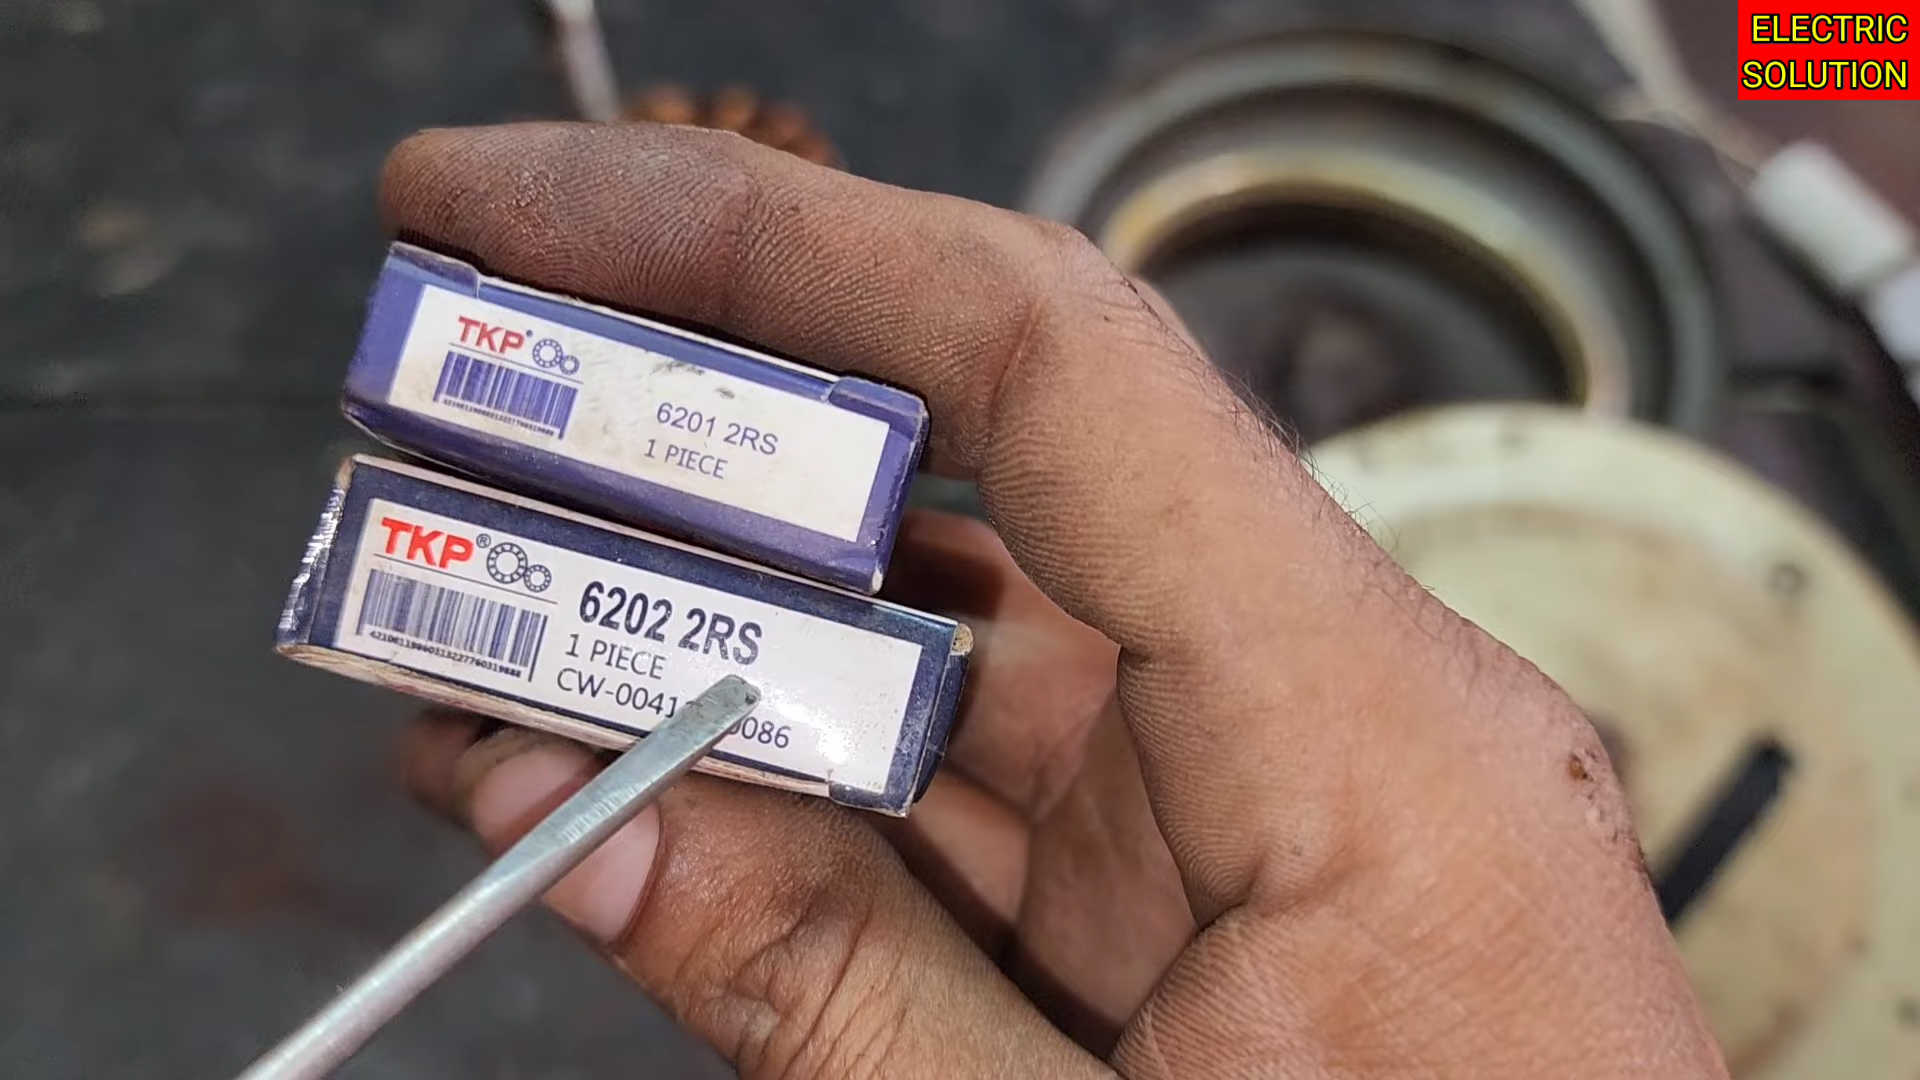 ELECTRIC
SOLUTION
TKP
6201 2RS
1 PIECE
TKP®
6202 2RS
1 PIECE